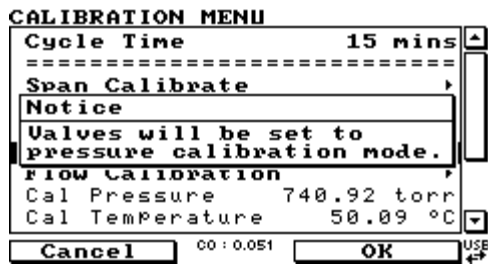 CALIBRATION MENU
Cycle Time 15 mins
============================
Span Calibrate
Notice
Valves will be set to
pressure calibration mode.
Flow Calibration
Cal Pressure 740.92 torr
Cal Temperature 50.09 °C
Cancel CO : 0.051 OK USB